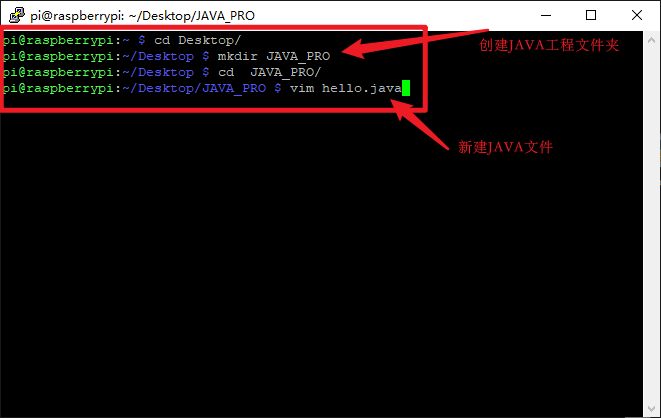 pi@raspberrypi: ~/Desktop/JAVA_PRO
pi@raspberrypi:~ $ cd Desktop/
pi@raspberrypi:~/Desktop $ mkdir JAVA_PRO
创建JAVA工程文件夹
pi@raspberrypi:~/Desktop $ cd  JAVA_PRO/
pi@raspberrypi:~/Desktop/JAVA_PRO $ vim hello.java
新建JAVA文件